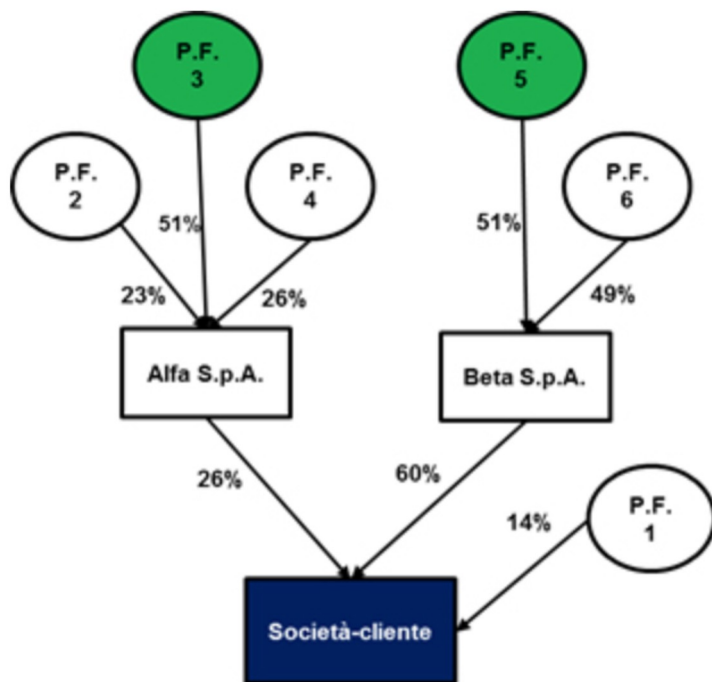 P.F.
3
P.F.
5
P.F.
2
P.F.
4
P.F.
6
51%
51%
23%
26%
49%
Alfa S.p.A.
Beta S.p.A.
26%
60%
P.F.
1
14%
Società-cliente